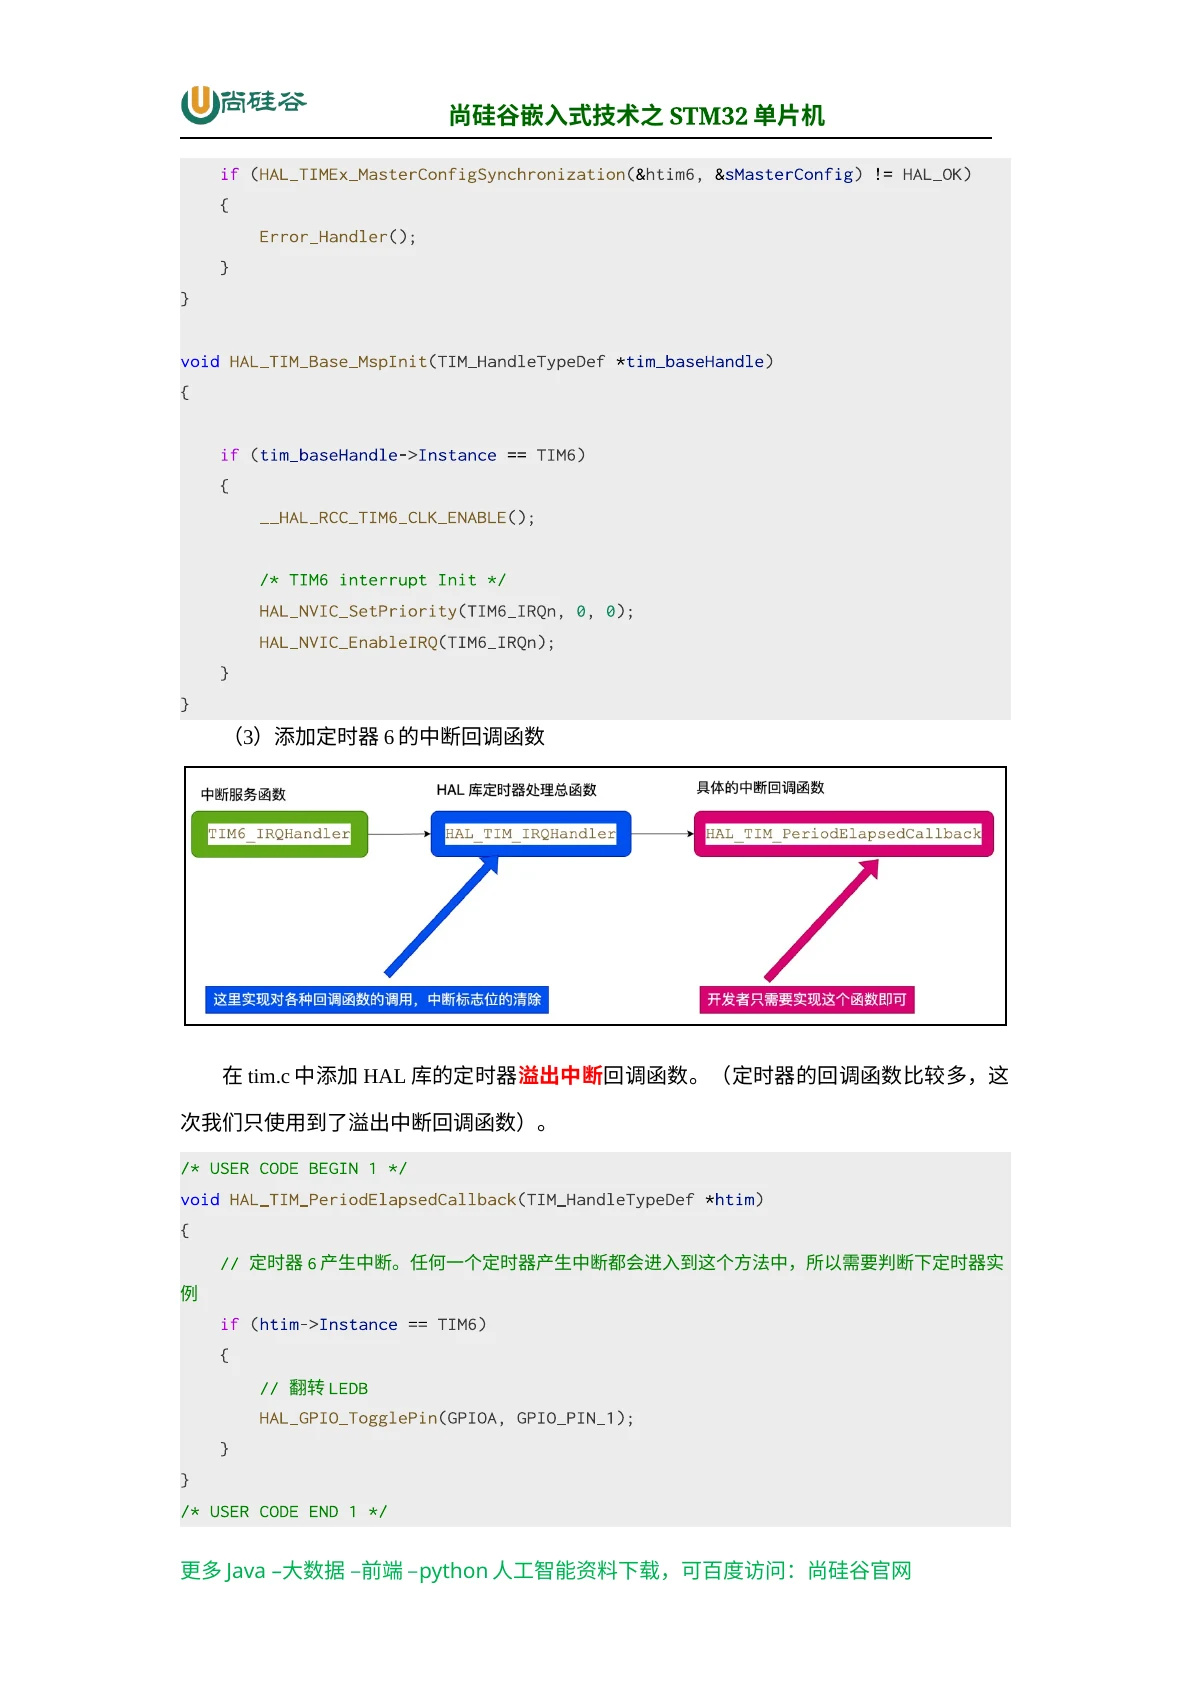 尚硅谷
尚硅谷嵌入式技术之 STM32 单片机
    if (HAL_TIMEx_MasterConfigSynchronization(&htim6, &sMasterConfig) != HAL_OK)
    {
        Error_Handler();
    }
}
void HAL_TIM_Base_MspInit(TIM_HandleTypeDef *tim_baseHandle)
{
    if (tim_baseHandle->Instance == TIM6)
    {
        __HAL_RCC_TIM6_CLK_ENABLE();
        /* TIM6 interrupt Init */
        HAL_NVIC_SetPriority(TIM6_IRQn, 0, 0);
        HAL_NVIC_EnableIRQ(TIM6_IRQn);
    }
}
（3）添加定时器 6 的中断回调函数
中断服务函数
HAL 库定时器处理总函数
具体的中断回调函数
TIM6_IRQHandler
HAL_TIM_IRQHandler
HAL_TIM_PeriodElapsedCallback
这里实现对各种回调函数的调用，中断标志位的清除
开发者只需要实现这个函数即可
在 tim.c 中添加 HAL 库的定时器溢出中断回调函数。（定时器的回调函数比较多，这
次我们只使用到了溢出中断回调函数）。
/* USER CODE BEGIN 1 */
void HAL_TIM_PeriodElapsedCallback(TIM_HandleTypeDef *htim)
{
    // 定时器 6 产生中断。任何一个定时器产生中断都会进入到这个方法中，所以需要判断下定时器实
例
    if (htim->Instance == TIM6)
    {
        // 翻转 LEDB
        HAL_GPIO_TogglePin(GPIOA, GPIO_PIN_1);
    }
}
/* USER CODE END 1 */
更多 Java –大数据 –前端 –python 人工智能资料下载，可百度访问：尚硅谷官网